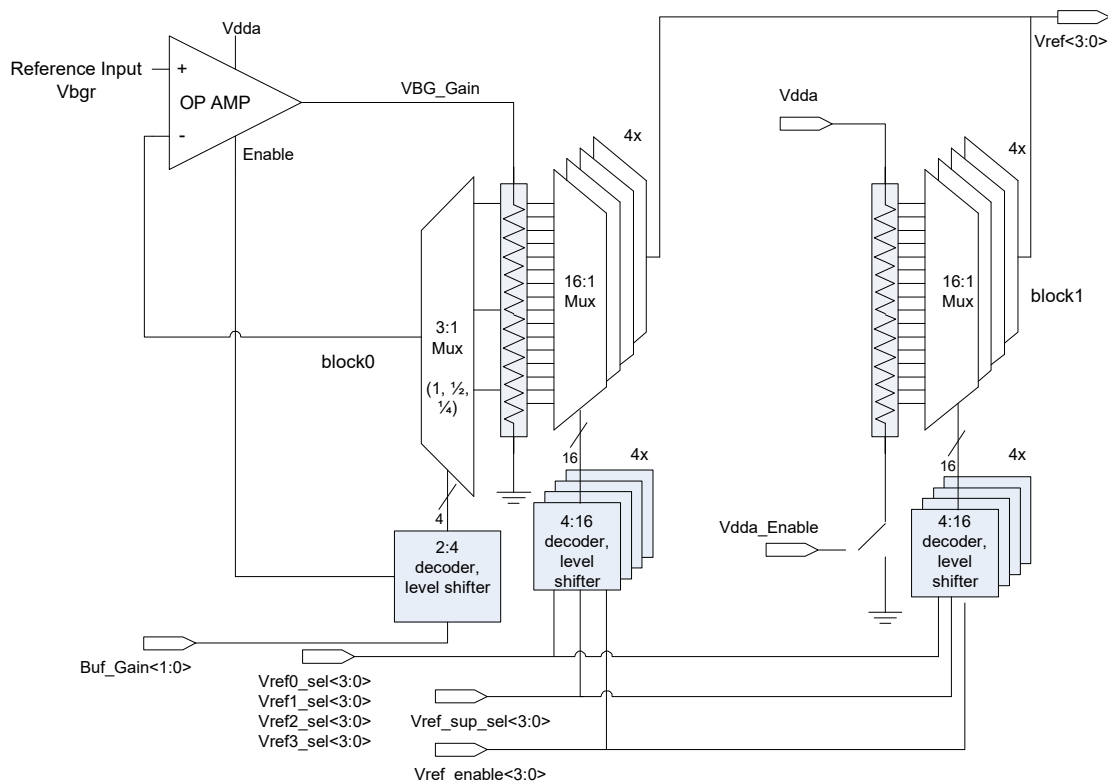 Vref<3:0>
Vdda
Reference Input
Vbgr
+
OP AMP
-
Enable
VBG_Gain
4x
16:1
Mux
3:1
Mux
(1, ½,
¼)
block0
Vdda
4x
16:1
Mux
block1
16
4x
4
2:4
decoder,
level shifter
4:16
decoder,
level
shifter
16
4x
4:16
decoder,
level
shifter
Vdda_Enable
Buf_Gain<1:0>
Vref0_sel<3:0>
Vref1_sel<3:0>
Vref2_sel<3:0>
Vref3_sel<3:0>
Vref_sup_sel<3:0>
Vref_enable<3:0>